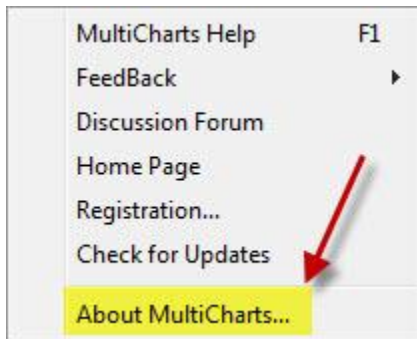 MultiCharts Help F1
FeedBack
Discussion Forum
Home Page
Registration...
Check for Updates
About MultiCharts...